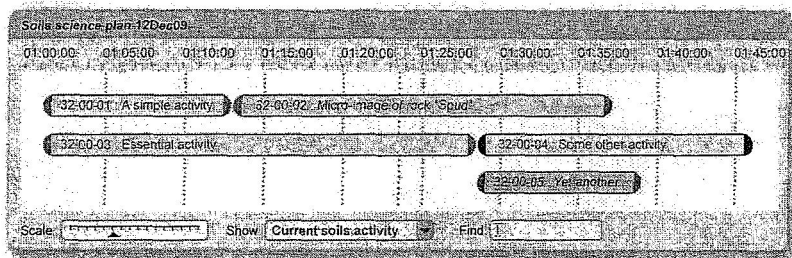 Soils science plan 12Dec09
01:00:00 01:05:00 01:10:00 01:15:00 01:20:00 01:25:00 01:30:00 01:35:00 01:40:00 01:45:00
32-00-01 : A simple activity 32-00-02 : Micro-image of rock "Spud"
32-00-03 : Essential activity 32-00-04 : Some other activity
32-00-05 : Yet another
Scale Show Current soils activity Find